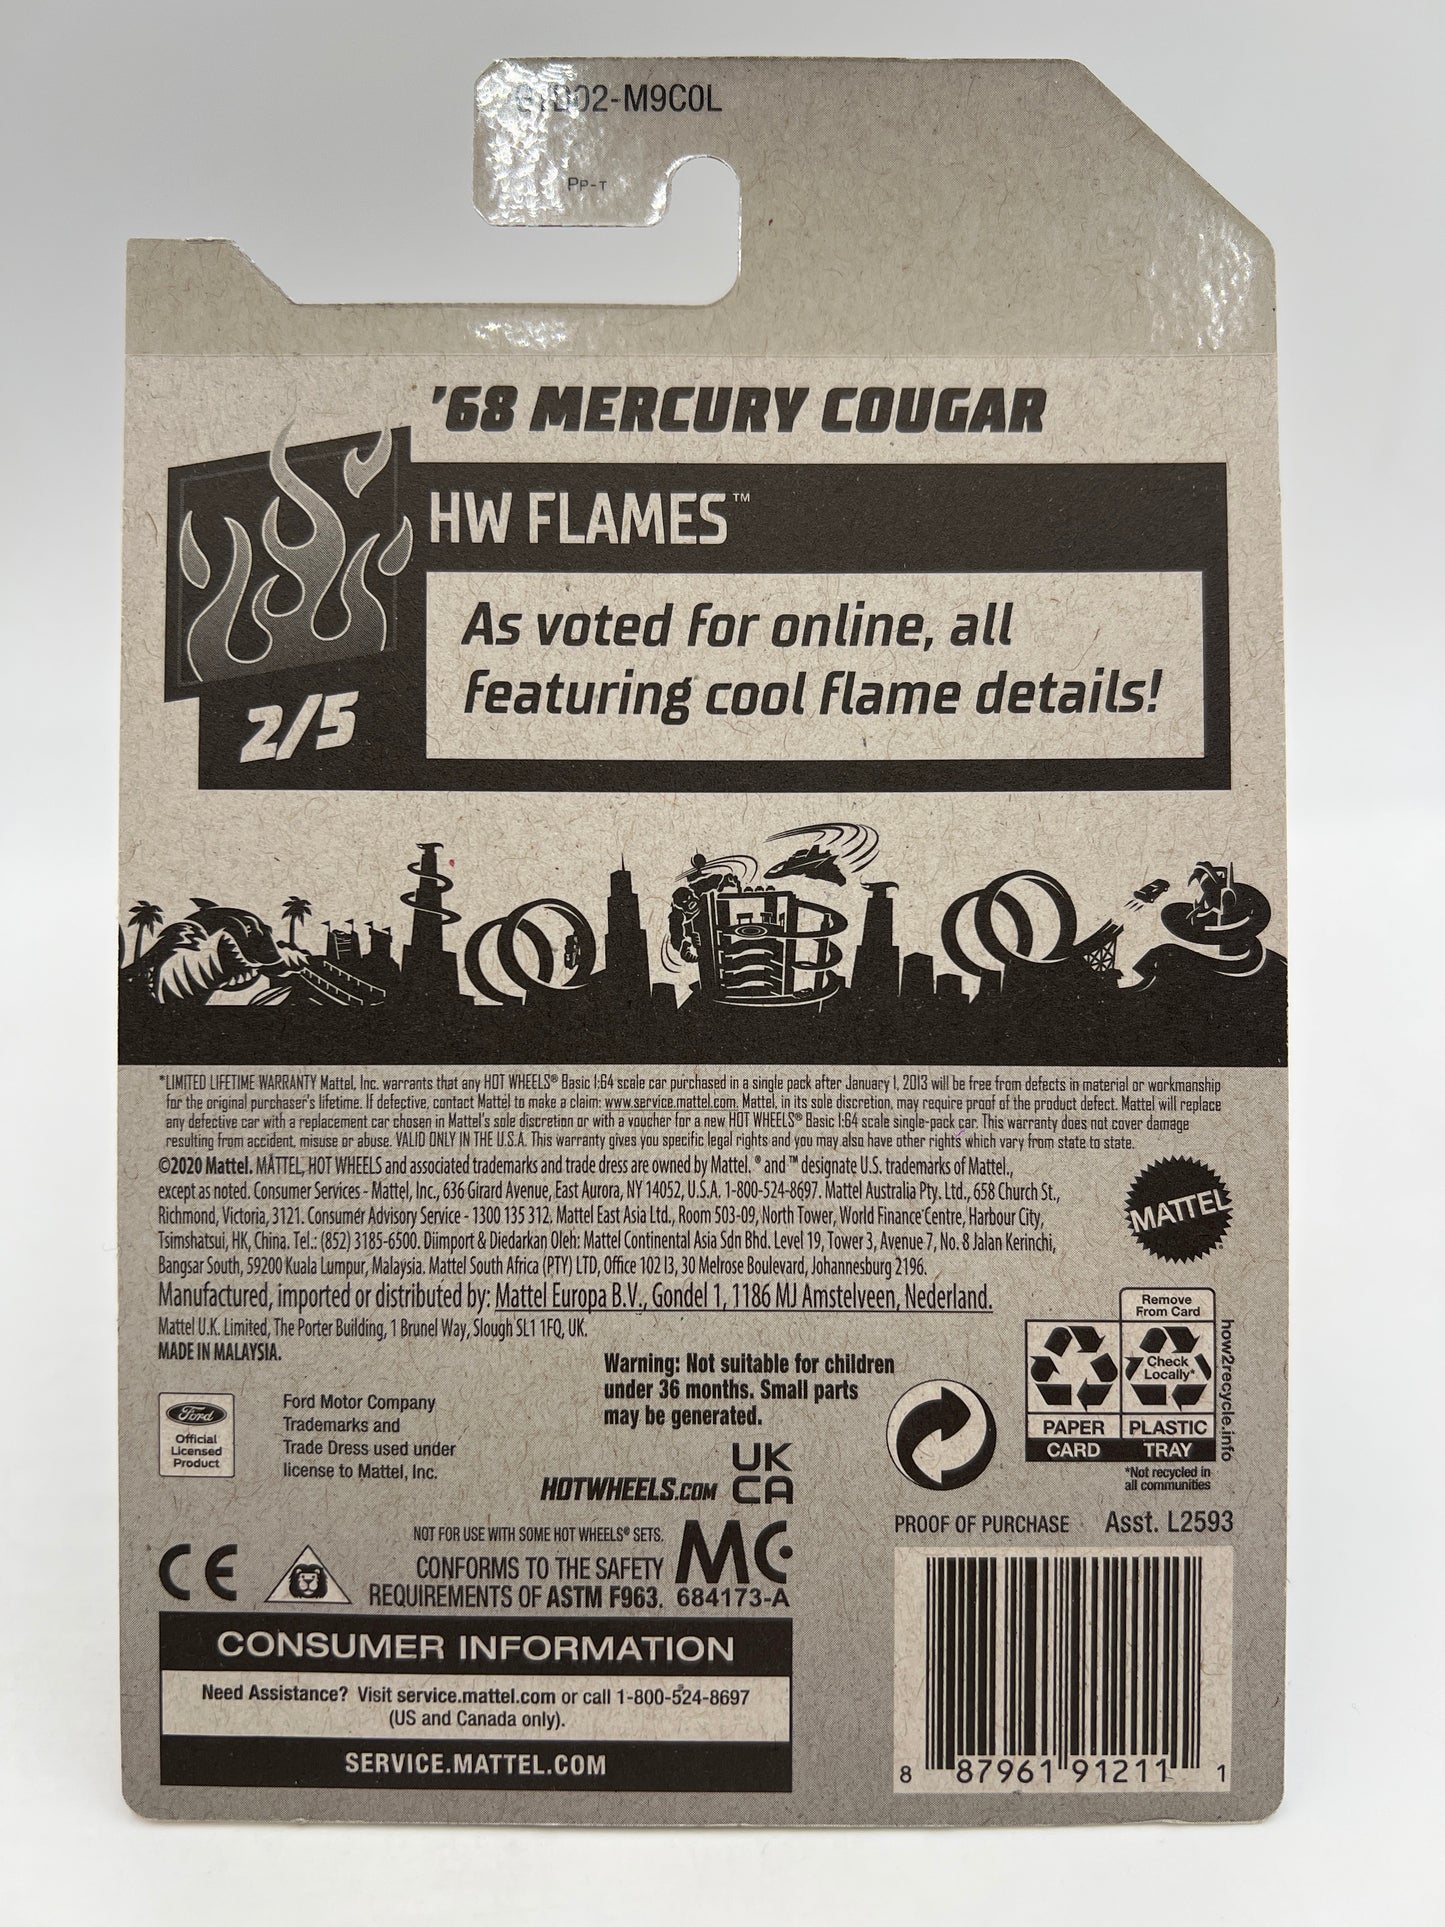 02-M9C0L
PP-T
'68 MERCURY COUGAR
HW FLAMES™
As voted for online, all
featuring cool flame details!
2/5
*LIMITED LIFETIME WARRANTY Mattel, Inc. warrants that any HOT WHEELS® Basic 1:64 scale car purchased in a single pack after January 1, 2013 will be free from defects in material or workmanship
for the original purchaser's lifetime. If defective, contact Mattel to make a claim: www.service.mattel.com. Mattel, in its sole discretion, may require proof of the product defect. Mattel will replace
any defective car with a replacement car chosen in Mattel's sole discretion or with a voucher for a new HOT WHEELS® Basic 1:64 scale single-pack car. This warranty does not cover damage
resulting from accident, misuse or abuse. VALID ONLY IN THE U.S.A. This warranty gives you specific legal rights and you may also have other rights which vary from state to state.
©2020 Mattel. MATTEL, HOT WHEELS and associated trademarks and trade dress are owned by Mattel. ® and ™ designate U.S. trademarks of Mattel.,
except as noted. Consumer Services - Mattel, Inc., 636 Girard Avenue, East Aurora, NY 14052, U.S.A. 1-800-524-8697. Mattel Australia Pty. Ltd., 658 Church St.,
Richmond, Victoria, 3121. Consumer Advisory Service - 1300 135 312. Mattel East Asia Ltd., Room 503-09, North Tower, World Finance Centre, Harbour City,
Tsimshatsui, HK, China. Tel.: (852) 3185-6500. Diimport & Diedarkan Oleh: Mattel Continental Asia Sdn Bhd. Level 19, Tower 3, Avenue 7, No. 8 Jalan Kerinchi,
Bangsar South, 59200 Kuala Lumpur, Malaysia. Mattel South Africa (PTY) LTD, Office 102 I3, 30 Melrose Boulevard, Johannesburg 2196.
Manufactured, imported or distributed by: Mattel Europa B.V., Gondel 1, 1186 MJ Amstelveen, Nederland.
Mattel U.K. Limited, The Porter Building, 1 Brunel Way, Slough SL1 1FQ, UK.
MADE IN MALAYSIA.
MATTEL
Ford
Official
Licensed
Product
Ford Motor Company
Trademarks and
Trade Dress used under
license to Mattel, Inc.
Warning: Not suitable for children
under 36 months. Small parts
may be generated.
HOTWHEELS.COM
UK
CA
Remove
From Card
Check
Locally*
PAPER
PLASTIC
CARD
TRAY
*Not recycled in
all communities
how2recycle.info
CE
NOT FOR USE WITH SOME HOT WHEELS® SETS.
CONFORMS TO THE SAFETY
REQUIREMENTS OF ASTM F963.
MC
684173-A
PROOF OF PURCHASE
Asst. L2593
CONSUMER INFORMATION
Need Assistance? Visit service.mattel.com or call 1-800-524-8697
(US and Canada only).
SERVICE.MATTEL.COM
8 87961 91211 1